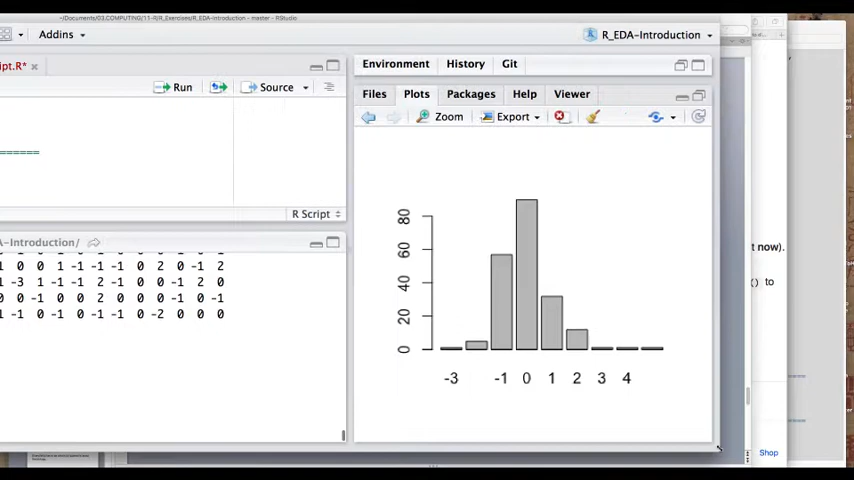 ~/Documents/03.COMPUTING/11-R/R_Exercises/R_EDA-Introduction - master - RStudio
Addins
R_EDA-Introduction
ipt.R*
Run
Source
======
R Script
Environment History Git
Files Plots Packages Help Viewer
Zoom Export
80
60
40
20
0
-3 -1 0 1 2 3 4
A-Introduction/
1 0 0 1 -1 -1 -1 0 2 0 -1 2
1 -3 1 -1 -1 2 -1 0 0 -1 2 0
0 0 -1 0 0 2 0 0 0 -1 0 -1
1 -1 0 -1 0 -1 -1 0 -2 0 0 0
t now).
() to
Shop